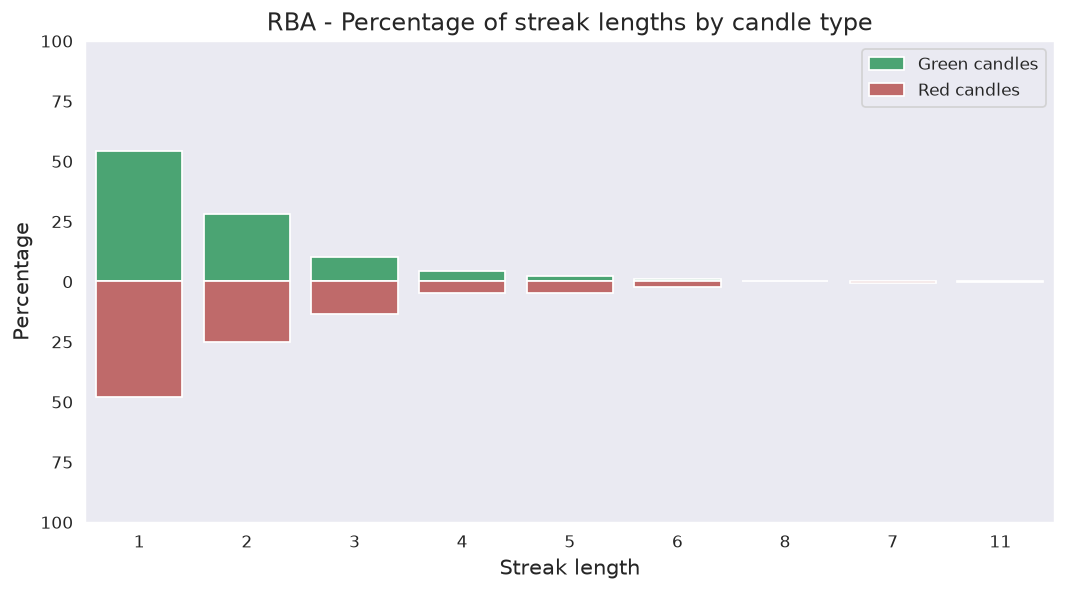 RBA - Percentage of streak lengths by candle type
Green candles
Red candles
Percentage
100
75
50
25
0
25
50
75
100
1 2 3 4 5 6 8 7 11
Streak length